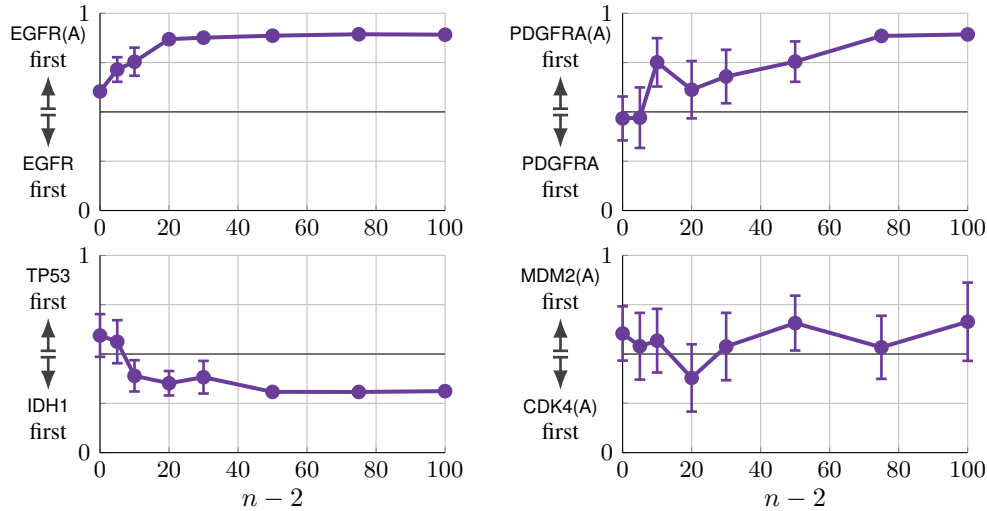 1
EGFR(A)
first
EGFR
first
0
0 20 40 60 80 100
1
PDGFRA(A)
first
PDGFRA
first
0
0 20 40 60 80 100
1
TP53
first
IDH1
first
0
0 20 40 60 80 100
n − 2
1
MDM2(A)
first
CDK4(A)
first
0
0 20 40 60 80 100
n − 2